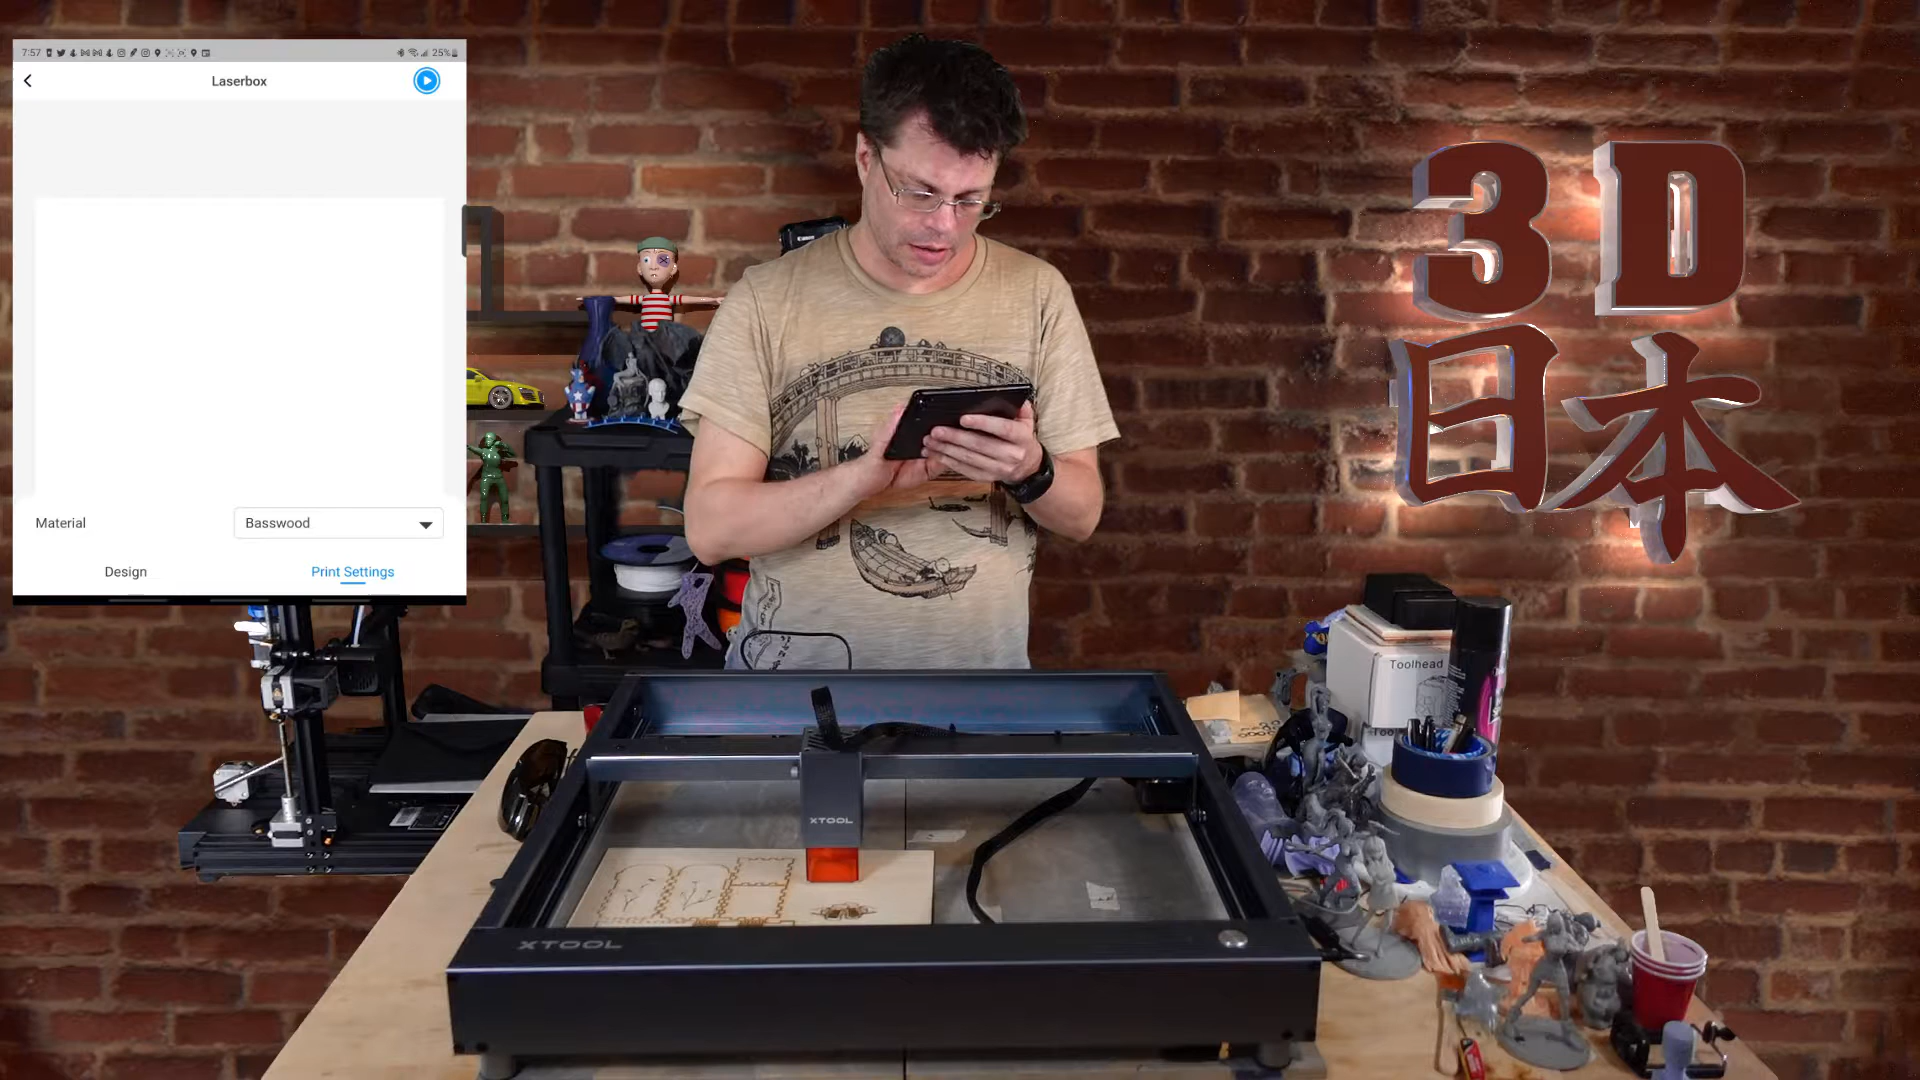 7:57
25%
Laserbox
Material
Basswood
Design
Print Settings
3D
日本
Toolhead
XTOOL
XTOOL